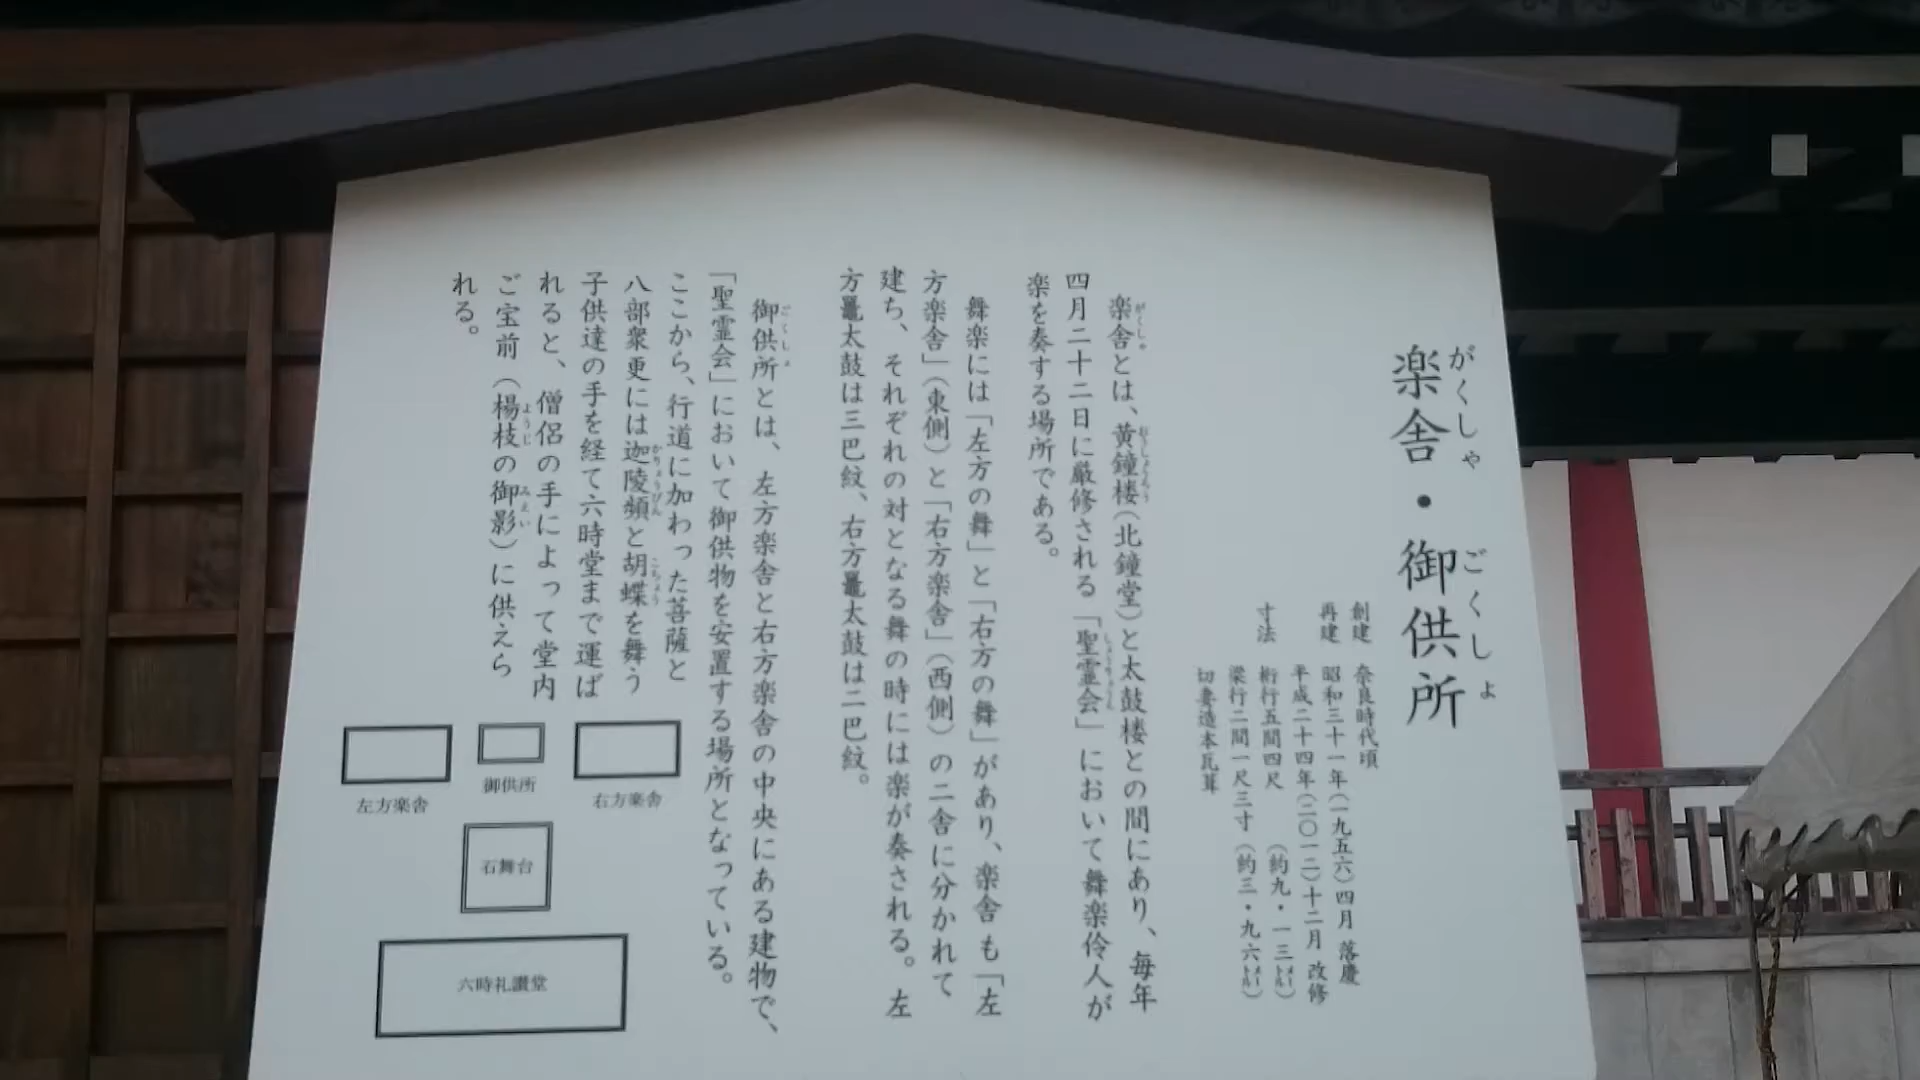 楽舎・御供所
がくしゃ ごくしょ
創建 奈良時代頃
再建 昭和三十一年(一九五六)四月 落慶
平成二十四年(二〇一二)十二月 改修
寸法 桁行五間四尺 (約九・一三㍍)
梁行二間一尺三寸(約三・九六㍍)
切妻造本瓦葺
楽舎とは、黄鐘楼(北鐘堂)と太鼓楼との間にあり、毎年
四月二十二日に厳修される「聖霊会」において舞楽伶人が
楽を奏する場所である。
舞楽には「左方の舞」と「右方の舞」があり、楽舎も「左
方楽舎」(東側)と「右方楽舎」(西側)の二舎に分かれて
建ち、それぞれの対となる舞の時には楽が奏される。左
方鼉太鼓は三巴紋、右方鼉太鼓は二巴紋。
御供所とは、左方楽舎と右方楽舎の中央にある建物で、
「聖霊会」において御供物を安置する場所となっている。
ここから、行道に加わった菩薩と
八部衆更には迦陵頻と胡蝶を舞う
子供達の手を経て六時堂まで運ば
れると、僧侶の手によって堂内
ご宝前(楊枝の御影)に供えら
れる。
左方楽舎
御供所
右方楽舎
石舞台
六時礼讃堂